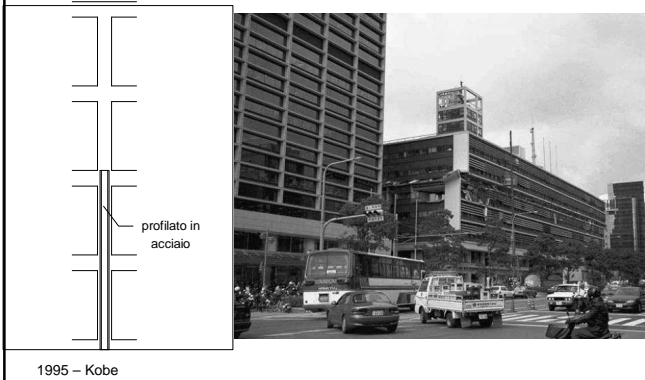 profilato in
acciaio
1995 – Kobe